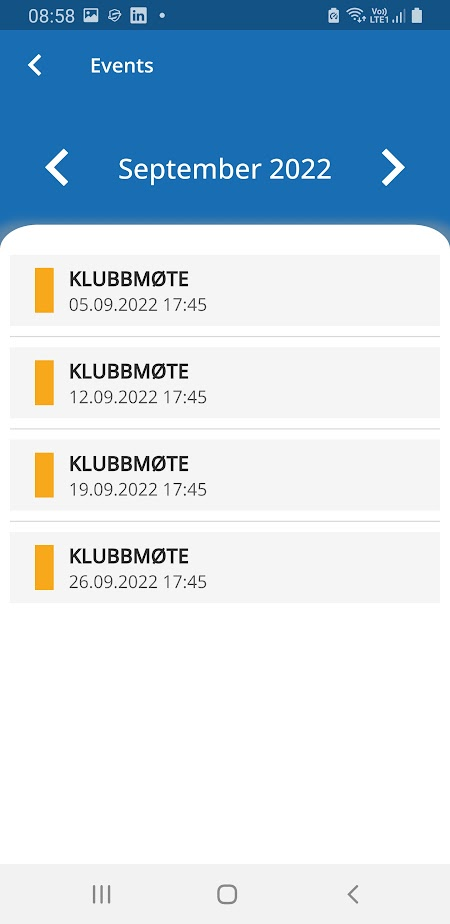 08:58
Vo)
LTE1
Events
September 2022
KLUBBMØTE
05.09.2022 17:45
KLUBBMØTE
12.09.2022 17:45
KLUBBMØTE
19.09.2022 17:45
KLUBBMØTE
26.09.2022 17:45